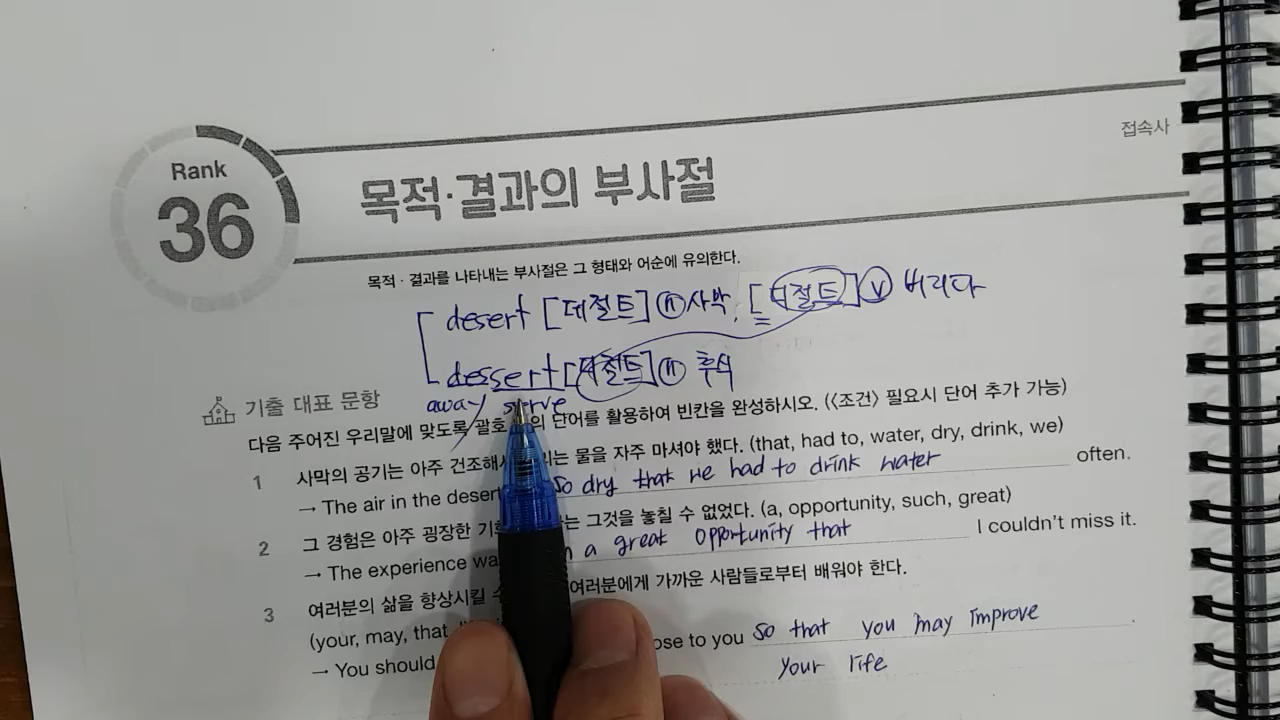 접속사
Rank
36
목적·결과의 부사절
목적·결과를 나타내는 부사절은 그 형태와 어순에 유의한다.
desert [데절트] ⓝ 사막, [디절트] ⓥ 버리다
dessert [디절트] ⓝ 후식
away serve
기출 대표 문항
다음 주어진 우리말에 맞도록 괄호 의 단어를 활용하여 빈칸을 완성하시오. (<조건> 필요시 단어 추가 가능)
1 사막의 공기는 아주 건조해서 는 물을 자주 마셔야 했다. (that, had to, water, dry, drink, we)
→ The air in the desert so dry that we had to drink water often.
2 그 경험은 아주 굉장한 는 그것을 놓칠 수 없었다. (a, opportunity, such, great)
→ The experience wa a great opportunity that I couldn't miss it.
3 여러분의 삶을 향상시킬 수 여러분에게 가까운 사람들로부터 배워야 한다.
(your, may, that,
→ You should ose to you so that you may improve
your life